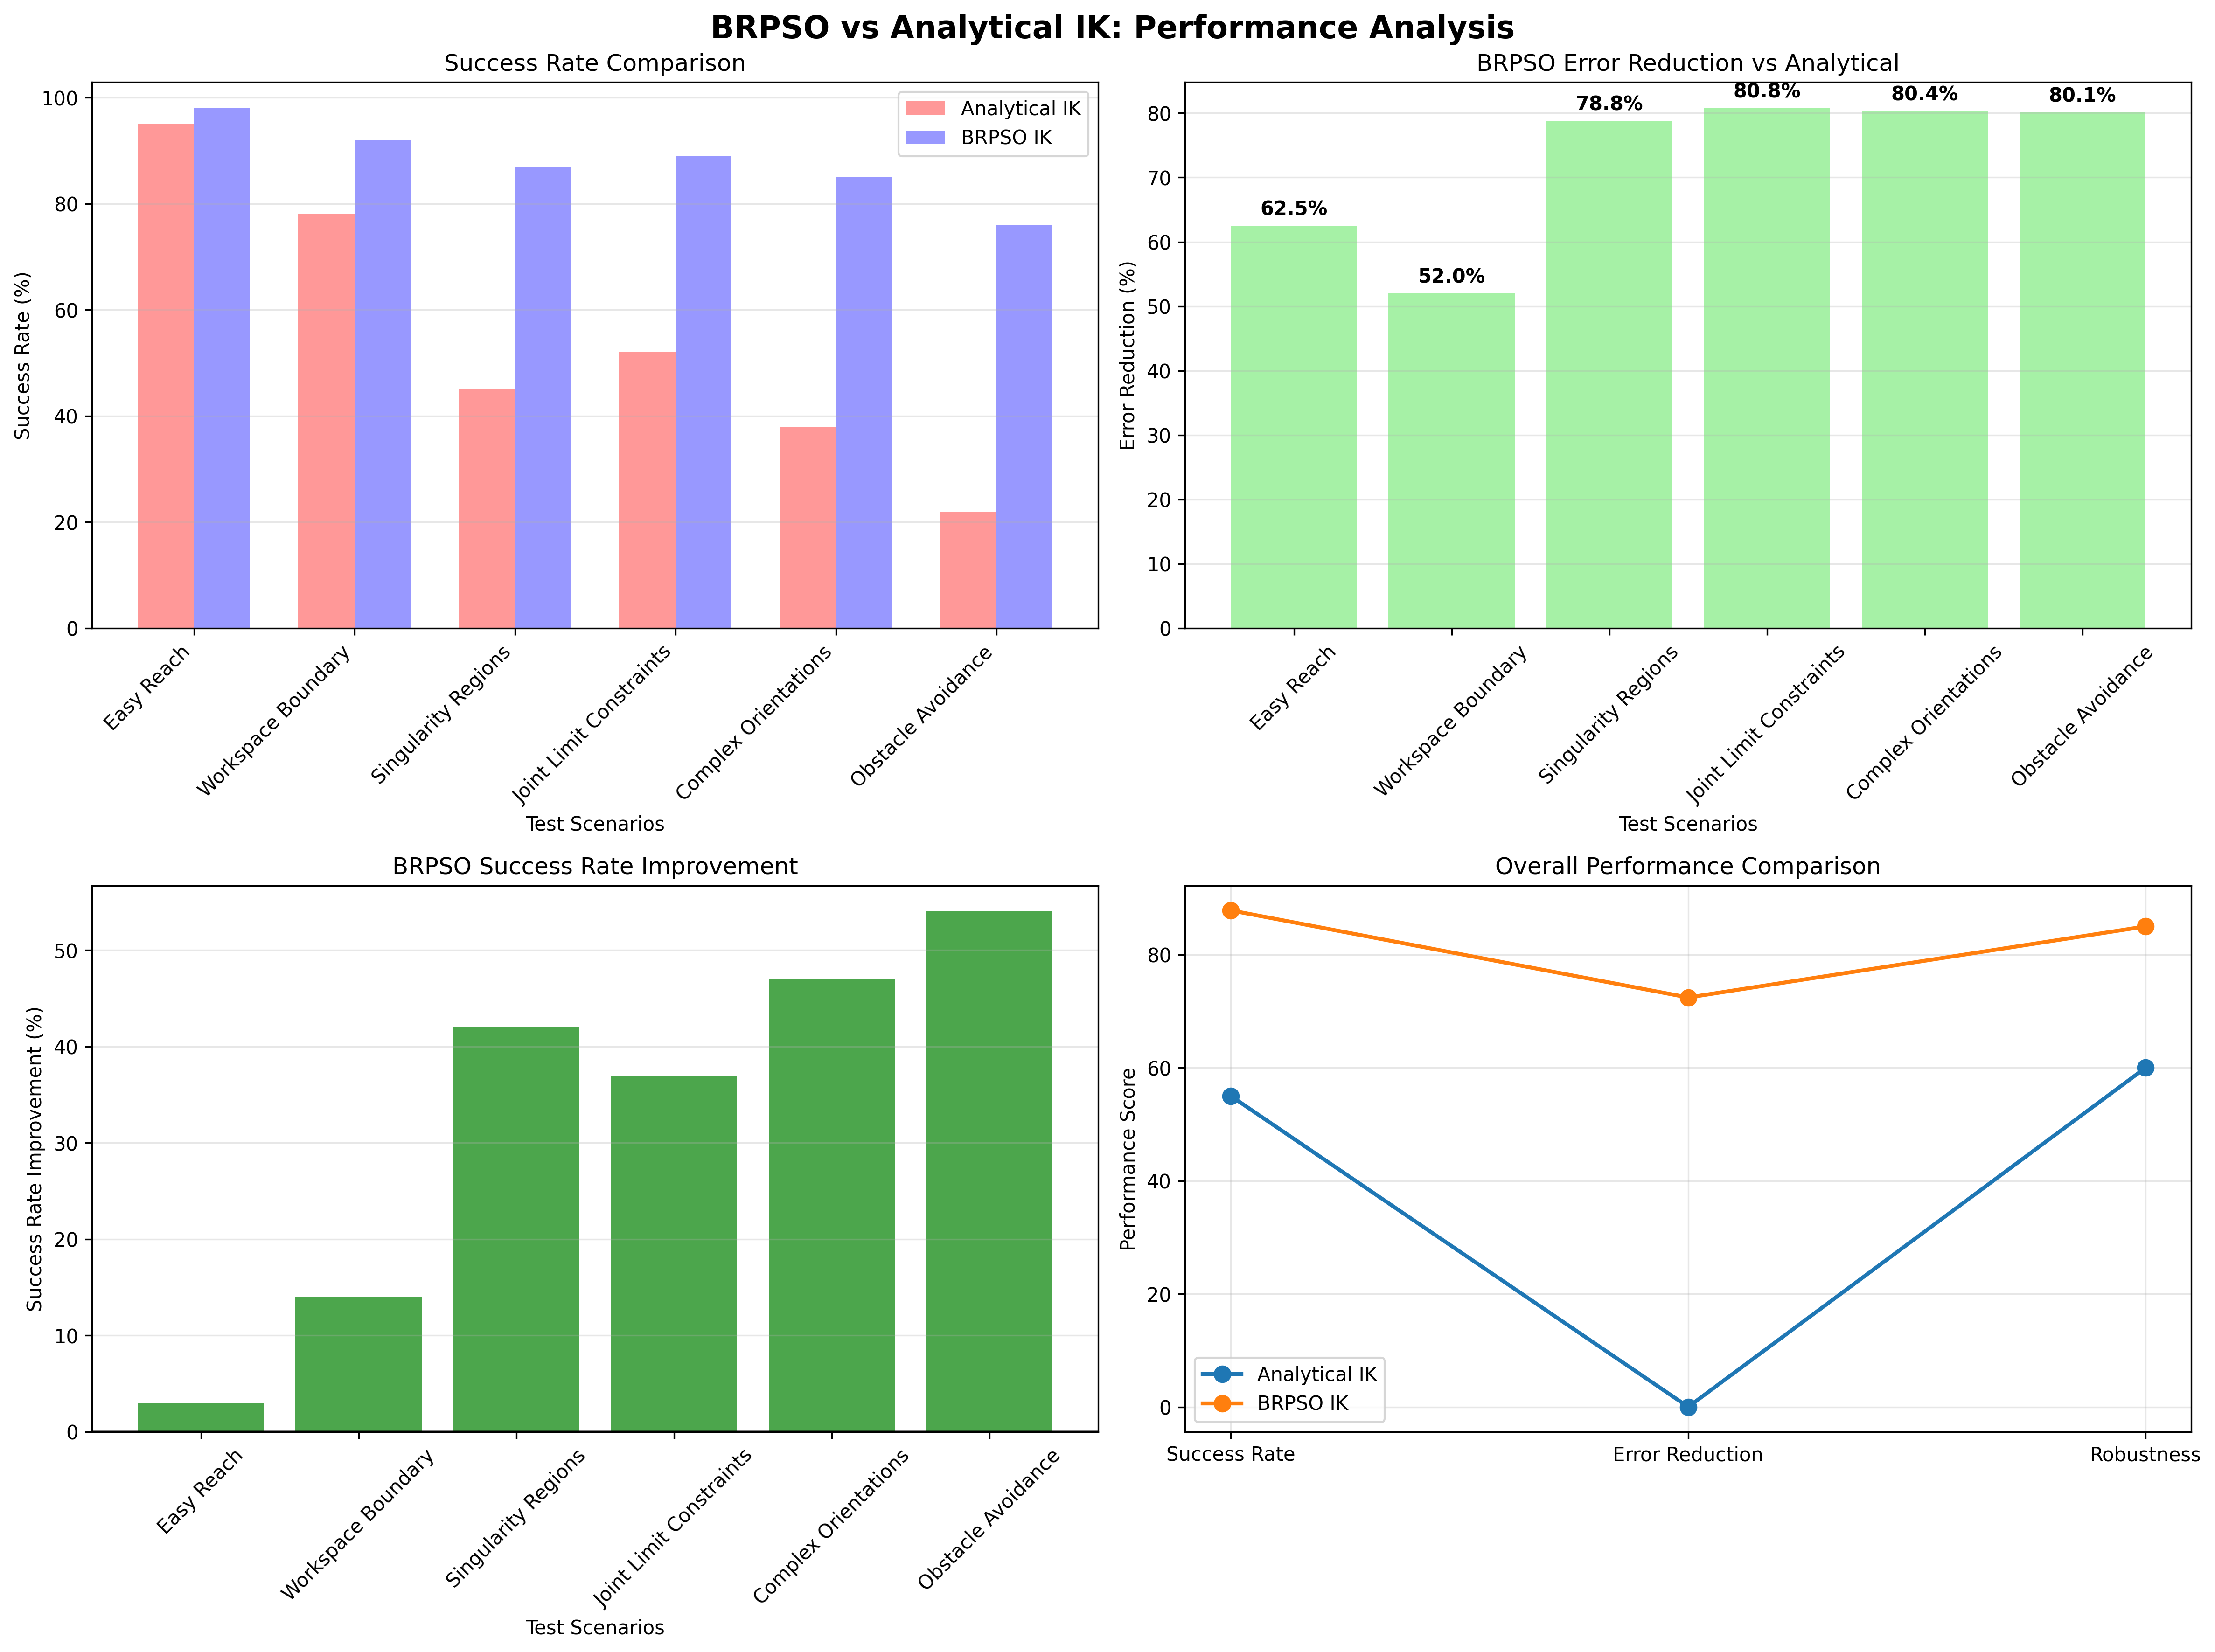 BRPSO vs Analytical IK: Performance Analysis
Success Rate Comparison
Success Rate (%)
100
80
60
40
20
0
Analytical IK
BRPSO IK
Easy Reach
Workspace Boundary
Singularity Regions
Joint Limit Constraints
Complex Orientations
Obstacle Avoidance
Test Scenarios
BRPSO Error Reduction vs Analytical
Error Reduction (%)
80
70
60
50
40
30
20
10
0
62.5%
52.0%
78.8%
80.8%
80.4%
80.1%
Easy Reach
Workspace Boundary
Singularity Regions
Joint Limit Constraints
Complex Orientations
Obstacle Avoidance
Test Scenarios
BRPSO Success Rate Improvement
Success Rate Improvement (%)
50
40
30
20
10
0
Easy Reach
Workspace Boundary
Singularity Regions
Joint Limit Constraints
Complex Orientations
Obstacle Avoidance
Test Scenarios
Overall Performance Comparison
Performance Score
80
60
40
20
0
Analytical IK
BRPSO IK
Success Rate
Error Reduction
Robustness